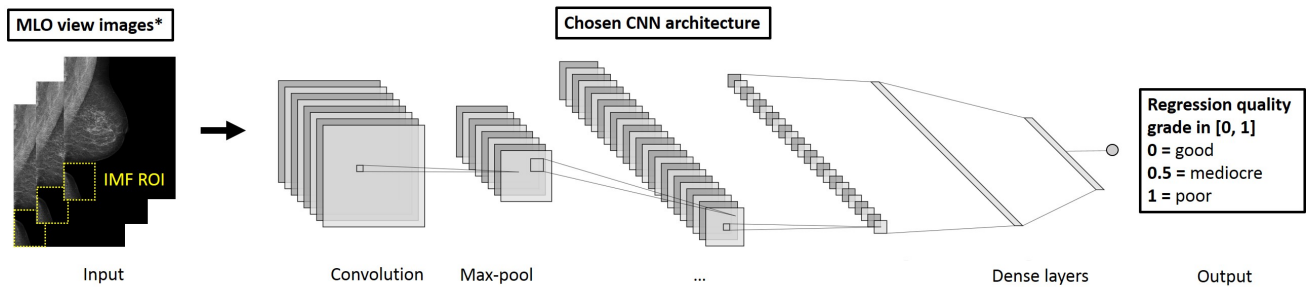 MLO view images*
Chosen CNN architecture
IMF ROI
Regression quality
grade in [0, 1]
0 = good
0.5 = mediocre
1 = poor
Input
Convolution
Max-pool
...
Dense layers
Output